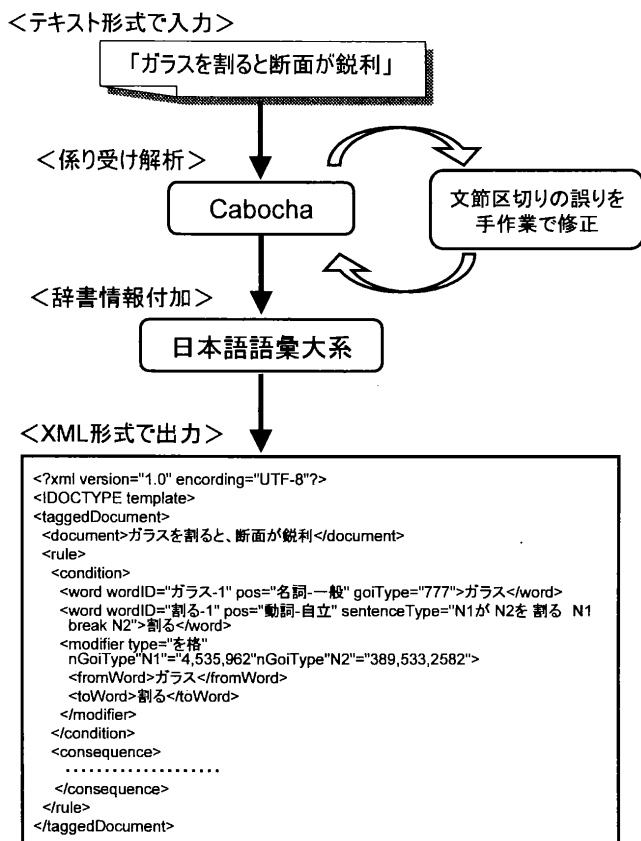 ＜テキスト形式で入力＞
「ガラスを割ると断面が鋭利」
＜係り受け解析＞
Cabocha
文節区切りの誤りを
手作業で修正
＜辞書情報付加＞
日本語語彙大系
＜XML形式で出力＞
<?xml version="1.0" encording="UTF-8"?>
<!DOCTYPE template>
<taggedDocument>
<document>ガラスを割ると、断面が鋭利</document>
<rule>
<condition>
<word wordID="ガラス-1" pos="名詞-一般" goiType="777">ガラス</word>
<word wordID="割る-1" pos="動詞-自立" sentenceType="N1が N2を 割る N1
break N2">割る</word>
<modifier type="を格"
nGoiType"N1"="4,535,962"nGoiType"N2"="389,533,2582">
<fromWord>ガラス</fromWord>
<toWord>割る</toWord>
</modifier>
</condition>
<consequence>
····················
</consequence>
</rule>
</taggedDocument>